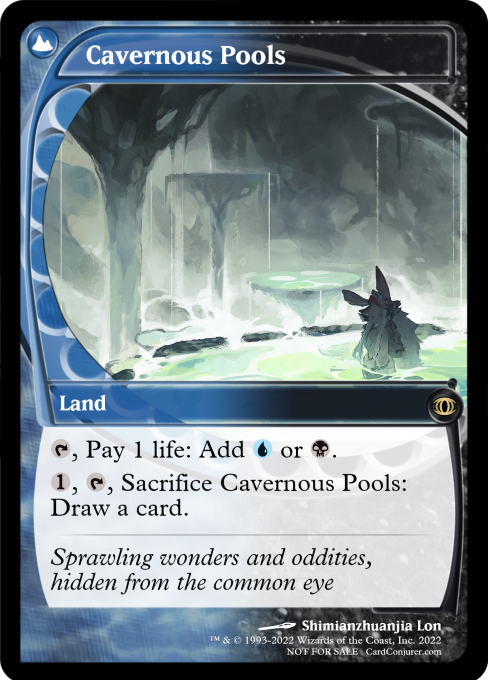 Cavernous Pools
Land
, Pay 1 life: Add or .
1, , Sacrifice Cavernous Pools:
Draw a card.
Sprawling wonders and oddities,
hidden from the common eye
Shimianzhuanjia Lon
™ & © 1993-2022 Wizards of the Coast, Inc. 2022
NOT FOR SALE CardConjurer.com